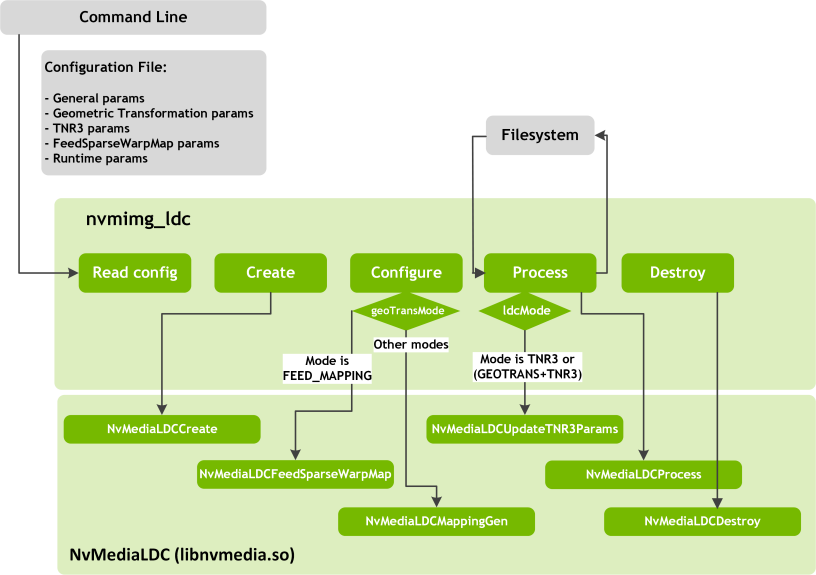 Command Line
Configuration File:
- General params
- Geometric Transformation params
- TNR3 params
- FeedSparseWarpMap params
- Runtime params
Filesystem
nvmimg_ldc
Read config
Create
Configure
Process
Destroy
geoTransMode
ldcMode
Other modes
Mode is
FEED_MAPPING
Mode is TNR3 or
(GEOTRANS+TNR3)
NvMediaLDCCreate
NvMediaLDCUpdateTNR3Params
NvMediaLDCFeedSparseWarpMap
NvMediaLDCProcess
NvMediaLDCMappingGen
NvMediaLDCDestroy
NvMediaLDC (libnvmedia.so)